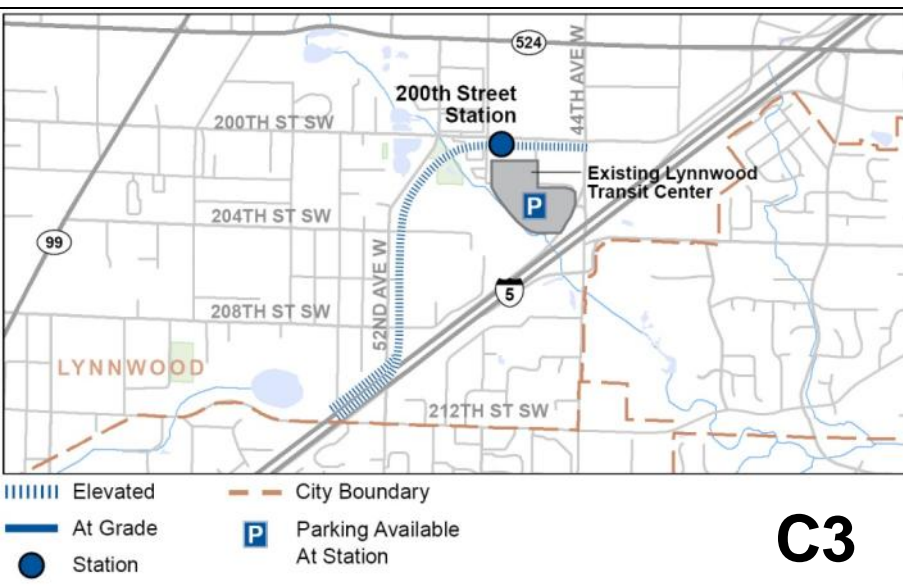 524
44TH AVE W
200th Street
Station
200TH ST SW
Existing Lynnwood
Transit Center
P
204TH ST SW
99
52ND AVE W
5
208TH ST SW
LYNNWOOD
212TH ST SW
Elevated
City Boundary
At Grade
P
Parking Available
At Station
Station
C3